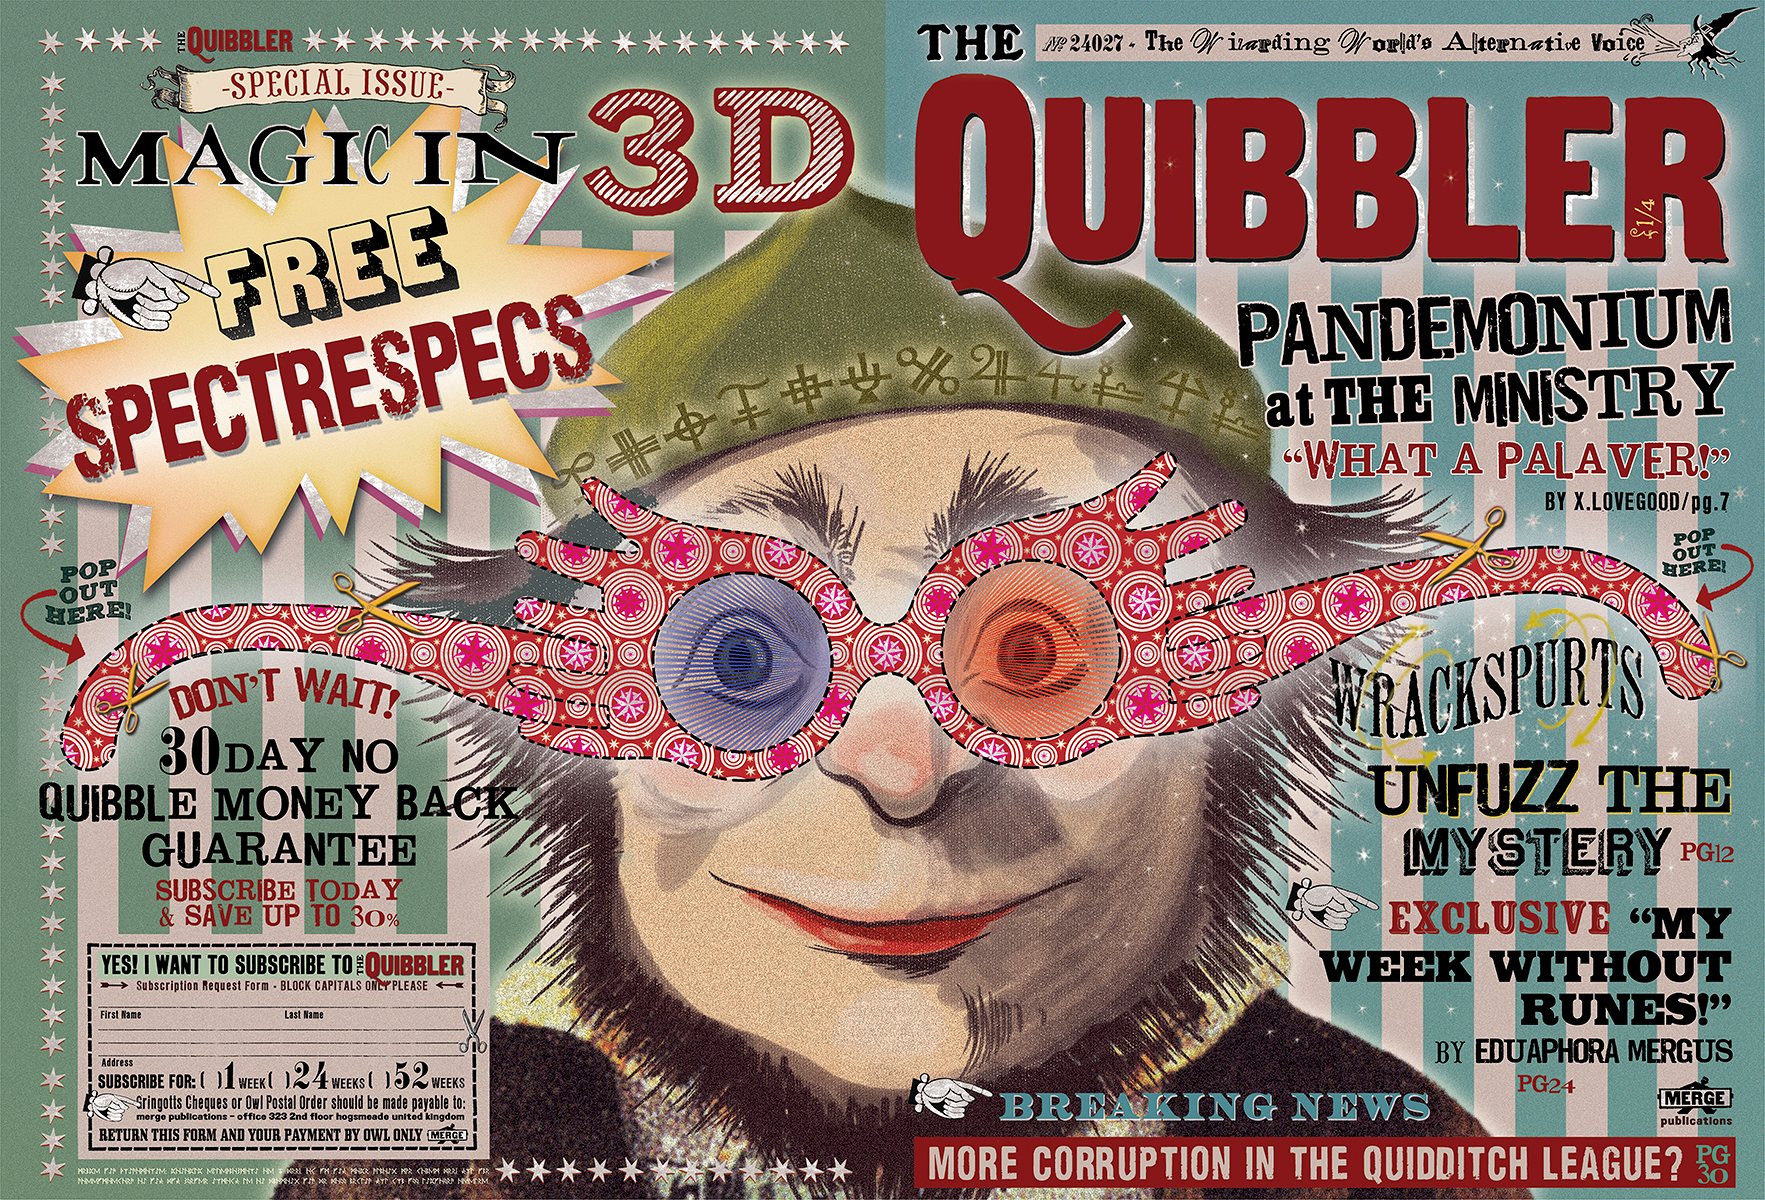 THE QUIBBLER
-SPECIAL ISSUE-
MAGIC IN 3D
FREE
SPECTRESPECS
POP
OUT
HERE!
DON'T WAIT!
30 DAY NO
QUIBBLE MONEY BACK
GUARANTEE
SUBSCRIBE TODAY
& SAVE UP TO 30%
YES! I WANT TO SUBSCRIBE TO THE QUIBBLER
Subscription Request Form - BLOCK CAPITALS ONLY PLEASE
First Name Last Name
Address
SUBSCRIBE FOR: ( ) 1 WEEK ( ) 24 WEEKS ( ) 52 WEEKS
Gringotts Cheques or Owl Postal Order should be made payable to:
merge publications - office 323 2nd floor hogsmeade united kingdom
RETURN THIS FORM AND YOUR PAYMENT BY OWL ONLY MERGE
THE Nº 24027 - The Wizarding World's Alternative Voice
QUIBBLER
£1/4
PANDEMONIUM
at THE MINISTRY
"WHAT A PALAVER!"
BY X.LOVEGOOD/pg.7
POP
OUT
HERE!
WRACKSPURTS
UNFUZZ THE
MYSTERY PG12
EXCLUSIVE "MY
WEEK WITHOUT
RUNES!"
BY EDUAPHORA MERGUS
PG24
MERGE
publications
BREAKING NEWS
MORE CORRUPTION IN THE QUIDDITCH LEAGUE? PG 30